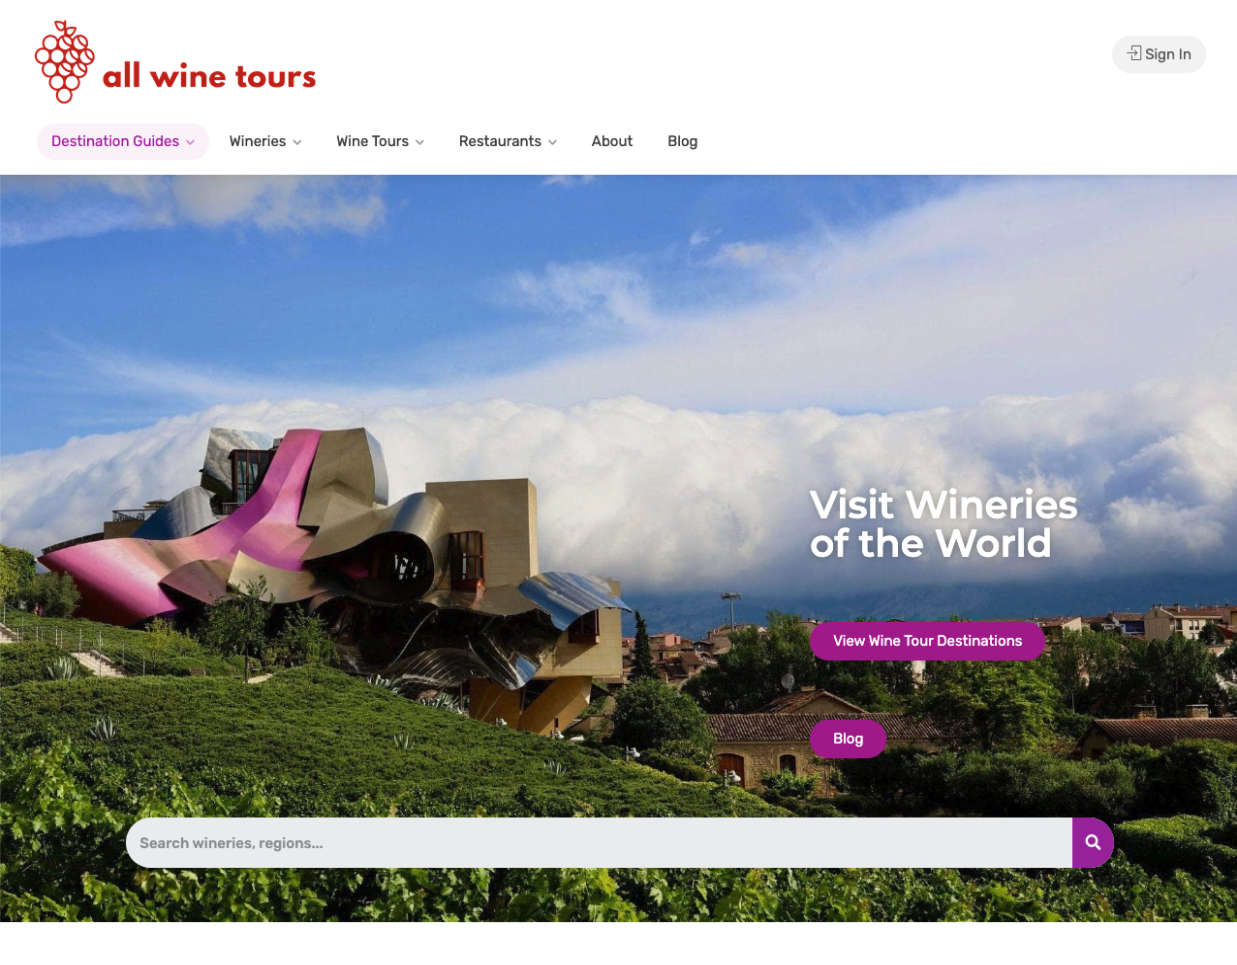 all wine tours
Sign In
Destination Guides
Wineries
Wine Tours
Restaurants
About
Blog
Visit Wineries
of the World
View Wine Tour Destinations
Blog
Search wineries, regions...